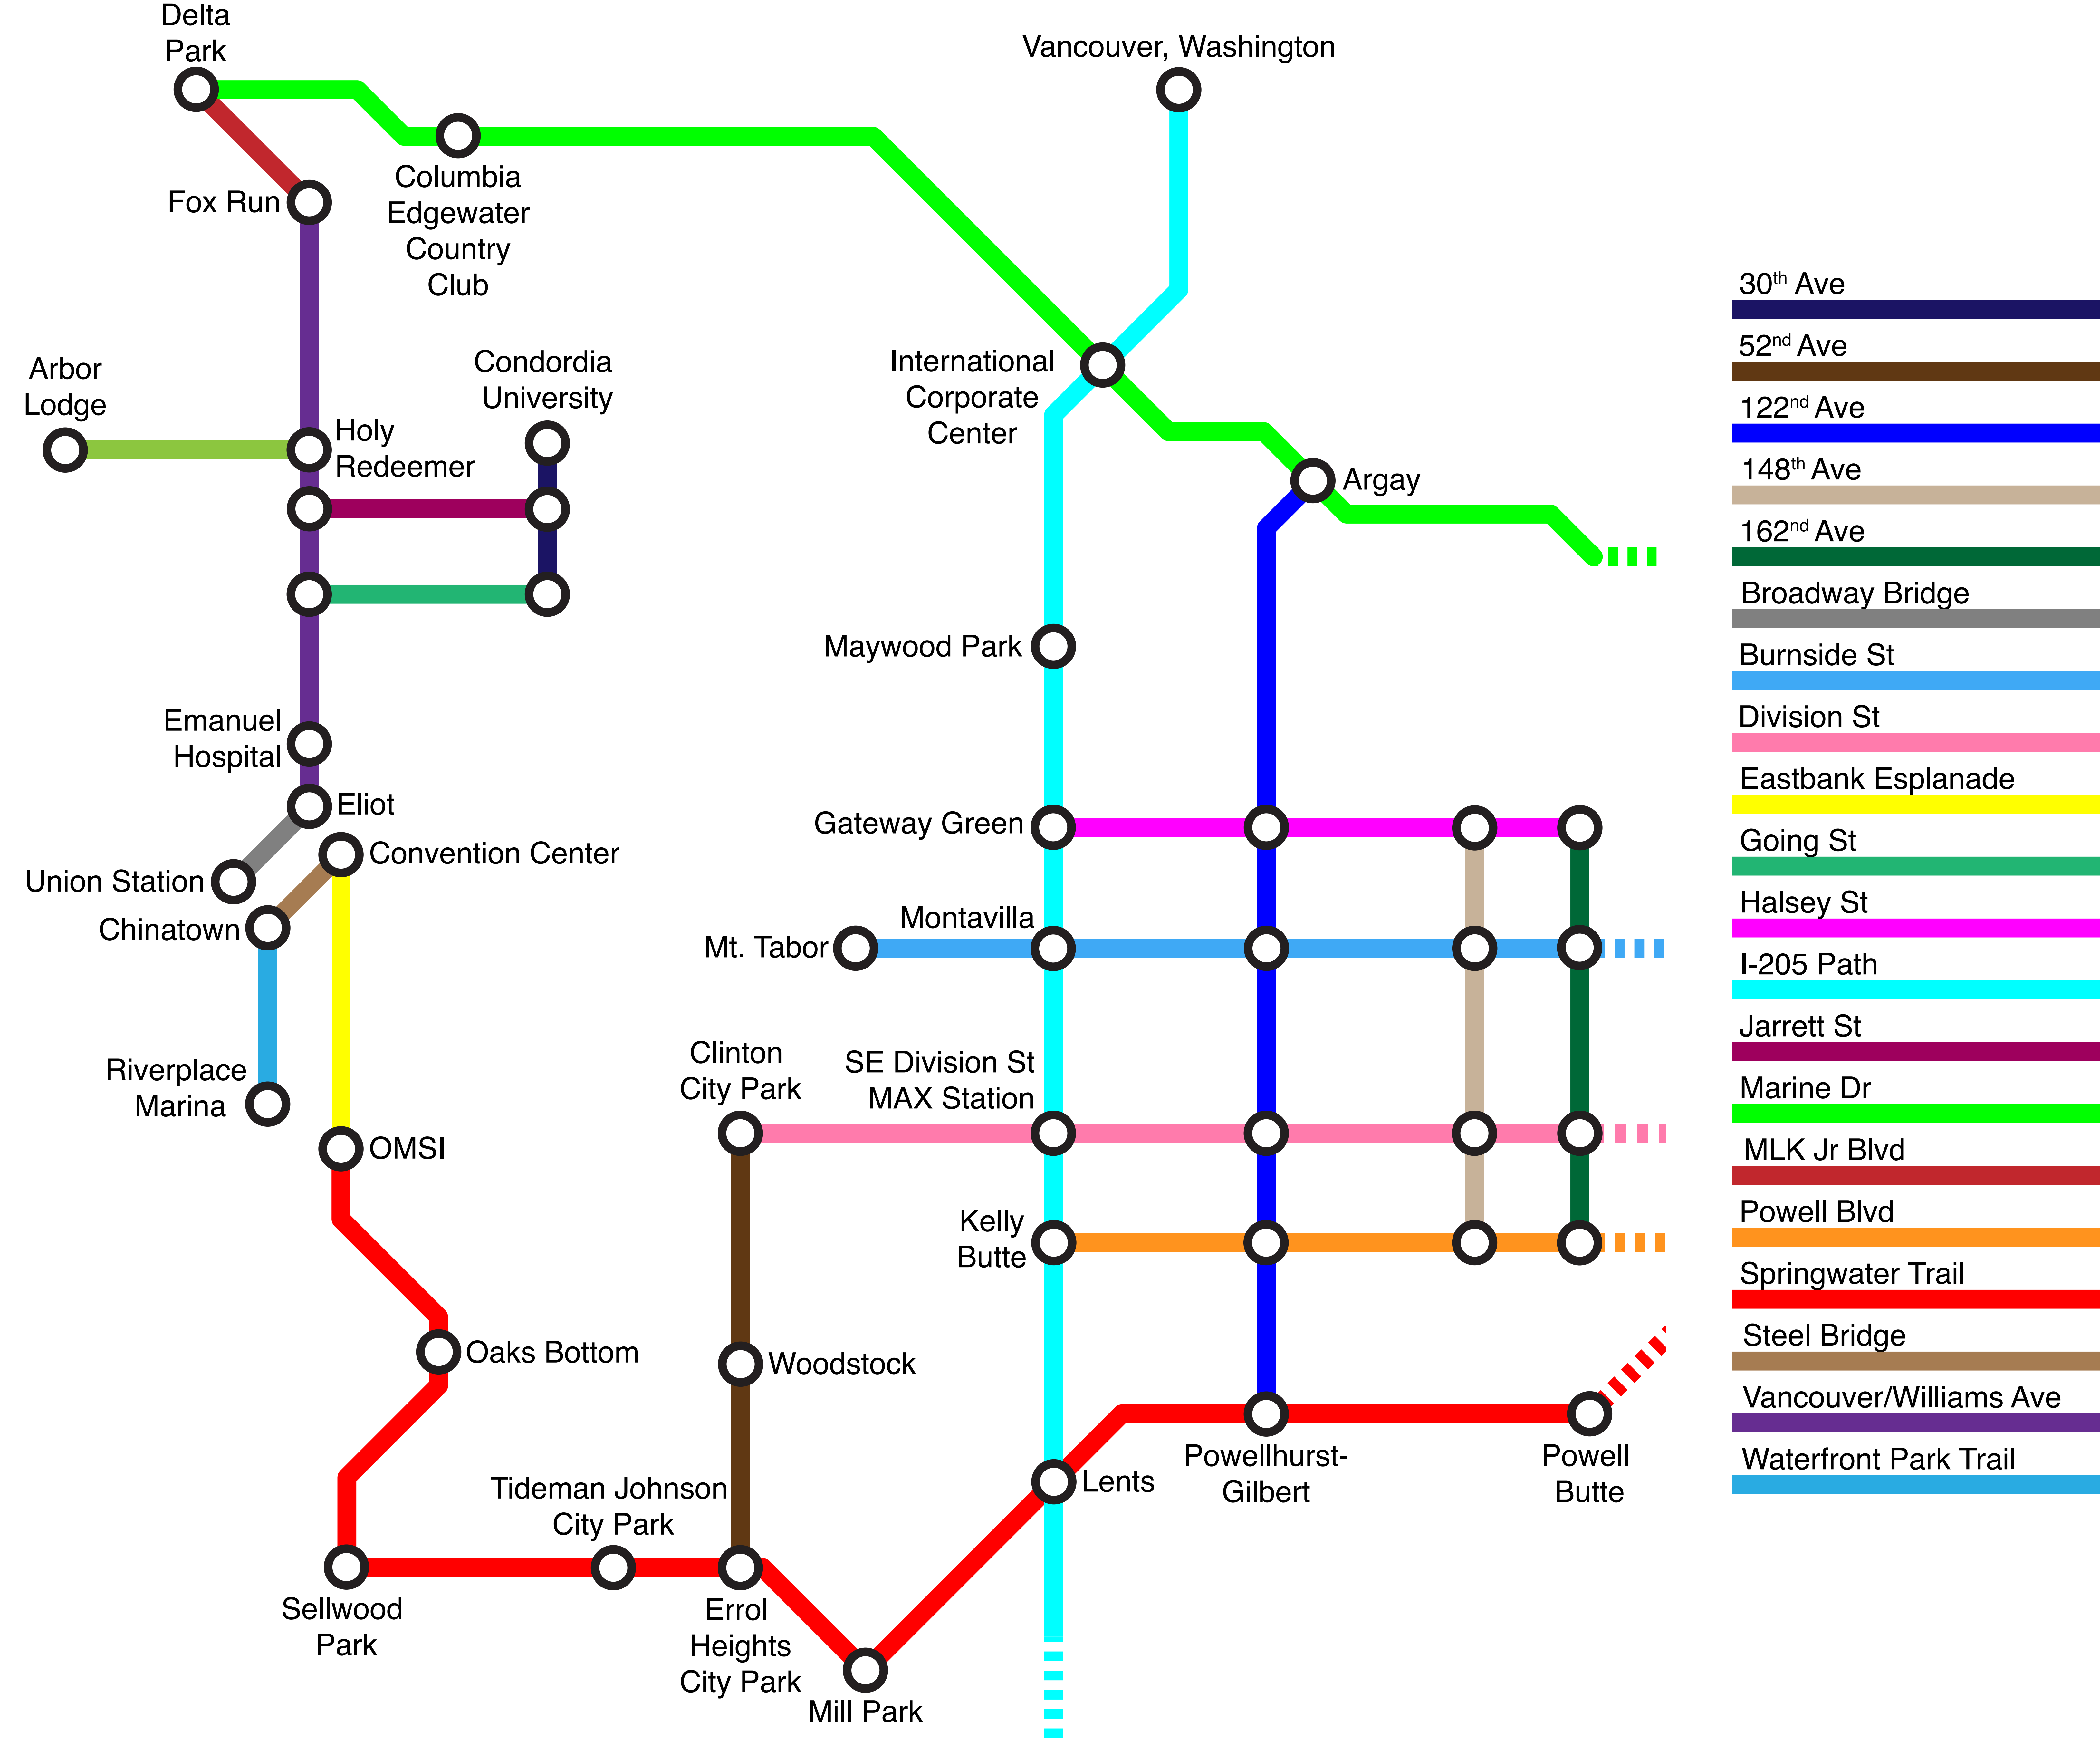 Delta
Park
Vancouver, Washington
Fox Run
Columbia
Edgewater
Country
Club
Arbor
Lodge
Condordia
University
Holy
Redeemer
International
Corporate
Center
Argay
Maywood Park
Emanuel
Hospital
Eliot
Gateway Green
Convention Center
Union Station
Chinatown
Montavilla
Mt. Tabor
Riverplace
Marina
Clinton
City Park
SE Division St
MAX Station
OMSI
Kelly
Butte
Oaks Bottom
Woodstock
Tideman Johnson
City Park
Lents
Powellhurst-
Gilbert
Powell
Butte
Sellwood
Park
Errol
Heights
City Park
Mill Park
30th Ave
52nd Ave
122nd Ave
148th Ave
162nd Ave
Broadway Bridge
Burnside St
Division St
Eastbank Esplanade
Going St
Halsey St
I-205 Path
Jarrett St
Marine Dr
MLK Jr Blvd
Powell Blvd
Springwater Trail
Steel Bridge
Vancouver/Williams Ave
Waterfront Park Trail